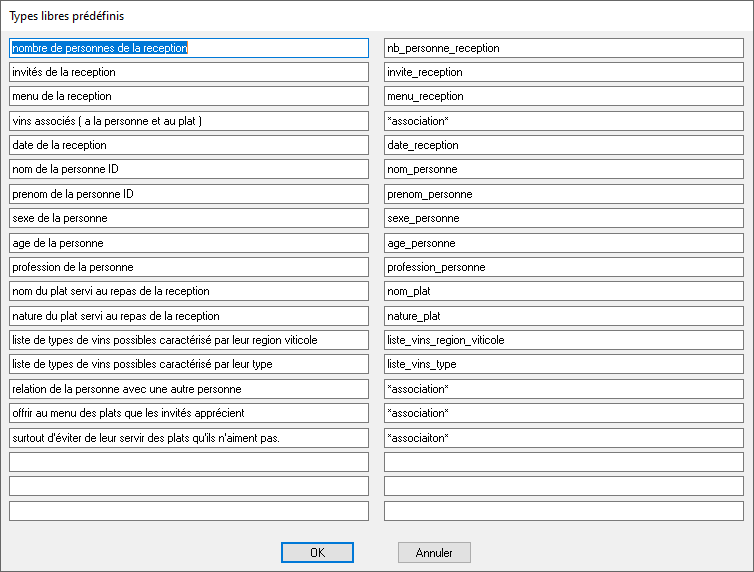 Types libres prédéfinis
nombre de personnes de la reception nb_personne_reception
invités de la reception invite_reception
menu de la reception menu_reception
vins associés ( a la personne et au plat ) *association*
date de la reception date_reception
nom de la personne ID nom_personne
prenom de la personne ID prenom_personne
sexe de la personne sexe_personne
age de la personne age_personne
profession de la personne profession_personne
nom du plat servi au repas de la reception nom_plat
nature du plat servi au repas de la reception nature_plat
liste de types de vins possibles caractérisé par leur region viticole liste_vins_region_viticole
liste de types de vins possibles caractérisé par leur type liste_vins_type
relation de la personne avec une autre personne *association*
offrir au menu des plats que les invités apprécient *association*
surtout d'éviter de leur servir des plats qu'ils n'aiment pas. *associaiton*
OK Annuler